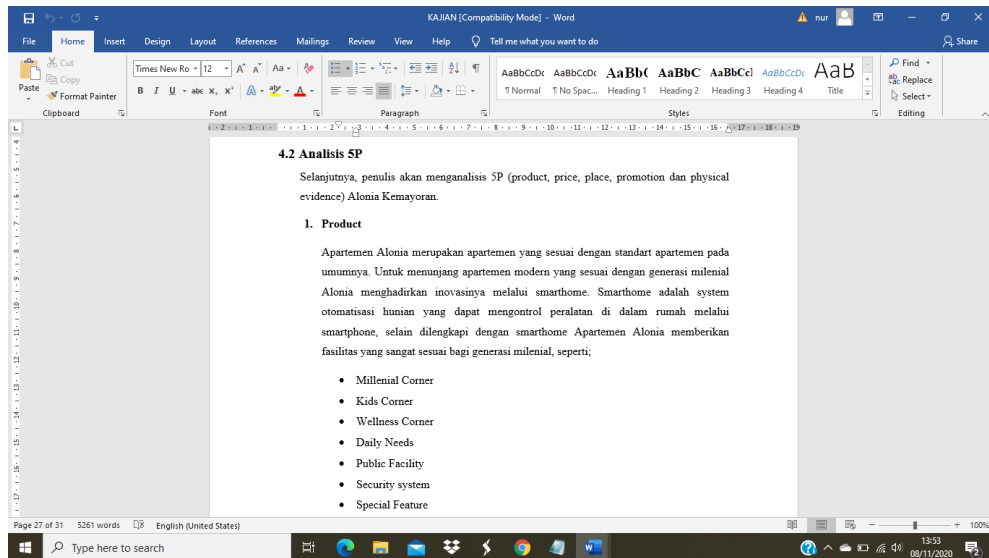 KAJIAN [Compatibility Mode] - Word
nur
File Home Insert Design Layout References Mailings Review View Help Tell me what you want to do Share
Paste
Cut
Copy
Format Painter
Clipboard
Times New Ro 12
Font
Paragraph
AaBbCcDc AaBbCcDc AaBb( AaBbC AaBbCcl AaBbCcDc AaB
¶ Normal ¶ No Spac... Heading 1 Heading 2 Heading 3 Heading 4 Title
Styles
Find
Replace
Select
Editing
4.2 Analisis 5P
Selanjutnya, penulis akan menganalisis 5P (product, price, place, promotion dan physical
evidence) Alonia Kemayoran.
1. Product
Apartemen Alonia merupakan apartemen yang sesuai dengan standart apartemen pada
umumnya. Untuk menunjang apartemen modern yang sesuai dengan generasi milenial
Alonia menghadirkan inovasinya melalui smarthome. Smarthome adalah system
otomatisasi hunian yang dapat mengontrol peralatan di dalam rumah melalui
smartphone, selain dilengkapi dengan smarthome Apartemen Alonia memberikan
fasilitas yang sangat sesuai bagi generasi milenial, seperti;
• Millenial Corner
• Kids Corner
• Wellness Corner
• Daily Needs
• Public Facility
• Security system
• Special Feature
Page 27 of 31 5261 words English (United States) 100%
Type here to search
13:53
08/11/2020